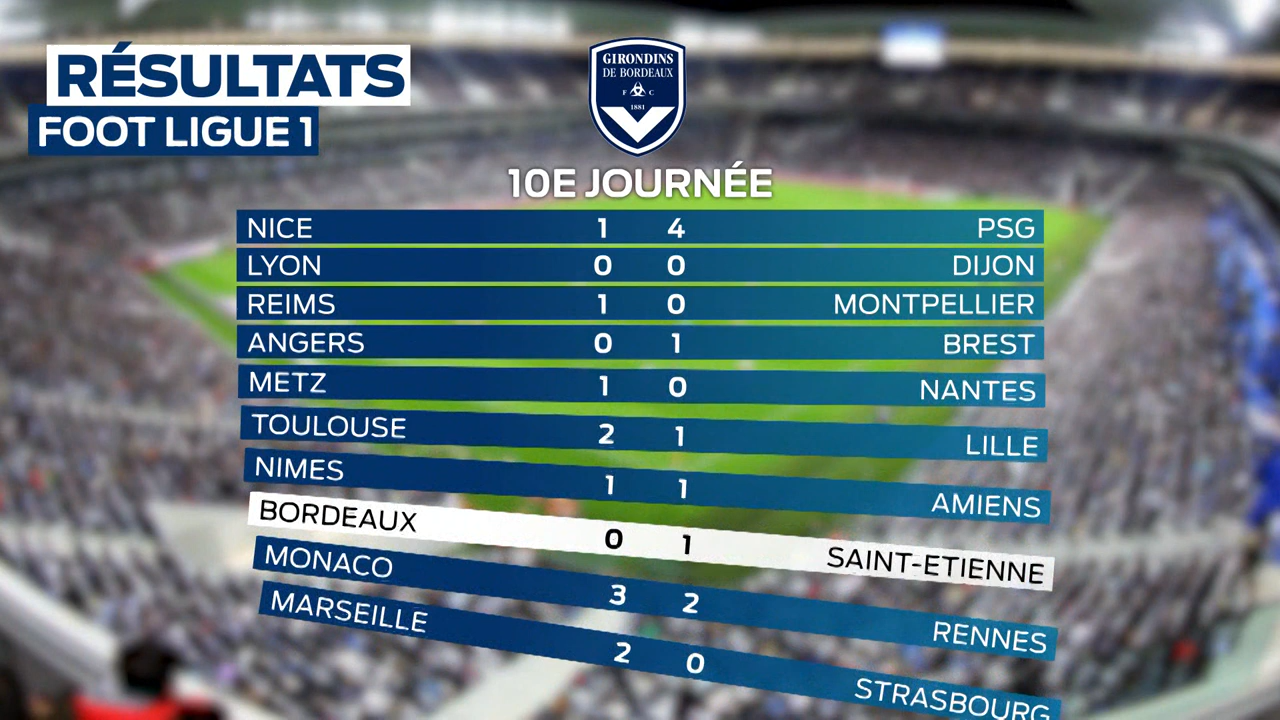 RÉSULTATS
FOOT LIGUE 1
GIRONDINS
DE BORDEAUX
F C
1881
10E JOURNÉE
NICE 1 4 PSG
LYON 0 0 DIJON
REIMS 1 0 MONTPELLIER
ANGERS 0 1 BREST
METZ 1 0 NANTES
TOULOUSE 2 1 LILLE
NIMES 1 1 AMIENS
BORDEAUX 0 1 SAINT-ETIENNE
MONACO 3 2 RENNES
MARSEILLE 2 0 STRASBOURG